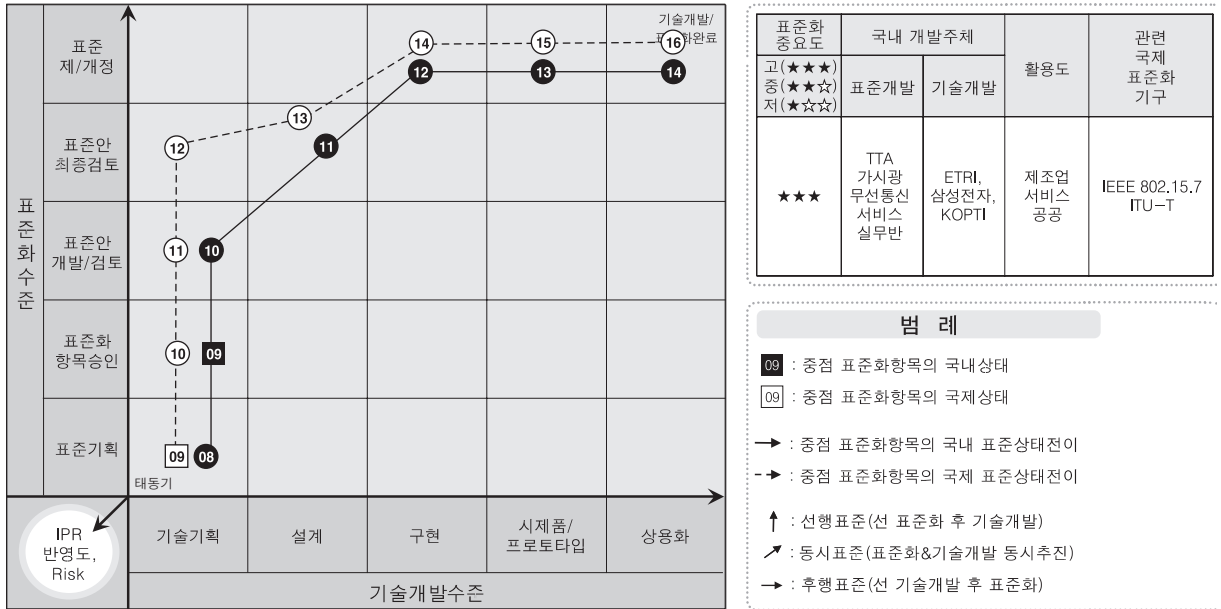 표준화수준
표준
제/개정
표준안
최종검토
표준안
개발/검토
표준화
항목승인
표준기획
기술개발/
14
15
16
12
13
14
13
12
11
11
10
10
09
09
08
태동기
IPR
반영도,
Risk
기술기획
설계
구현
시제품/
프로토타입
상용화
기술개발수준
표준화
중요도
고(★★★)
중(★★☆)
저(★☆☆)
국내 개발주체
표준개발
기술개발
활용도
관련
국제
표준화
기구
★★★
TTA
가시광
무선통신
서비스
실무반
ETRI,
삼성전자,
KOPTI
제조업
서비스
공공
IEEE 802.15.7
ITU-T
범 례
09 : 중점 표준화항목의 국내상태
09 : 중점 표준화항목의 국제상태
: 중점 표준화항목의 국내 표준상태전이
: 중점 표준화항목의 국제 표준상태전이
: 선행표준(선 표준화 후 기술개발)
: 동시표준(표준화&기술개발 동시추진)
: 후행표준(선 기술개발 후 표준화)